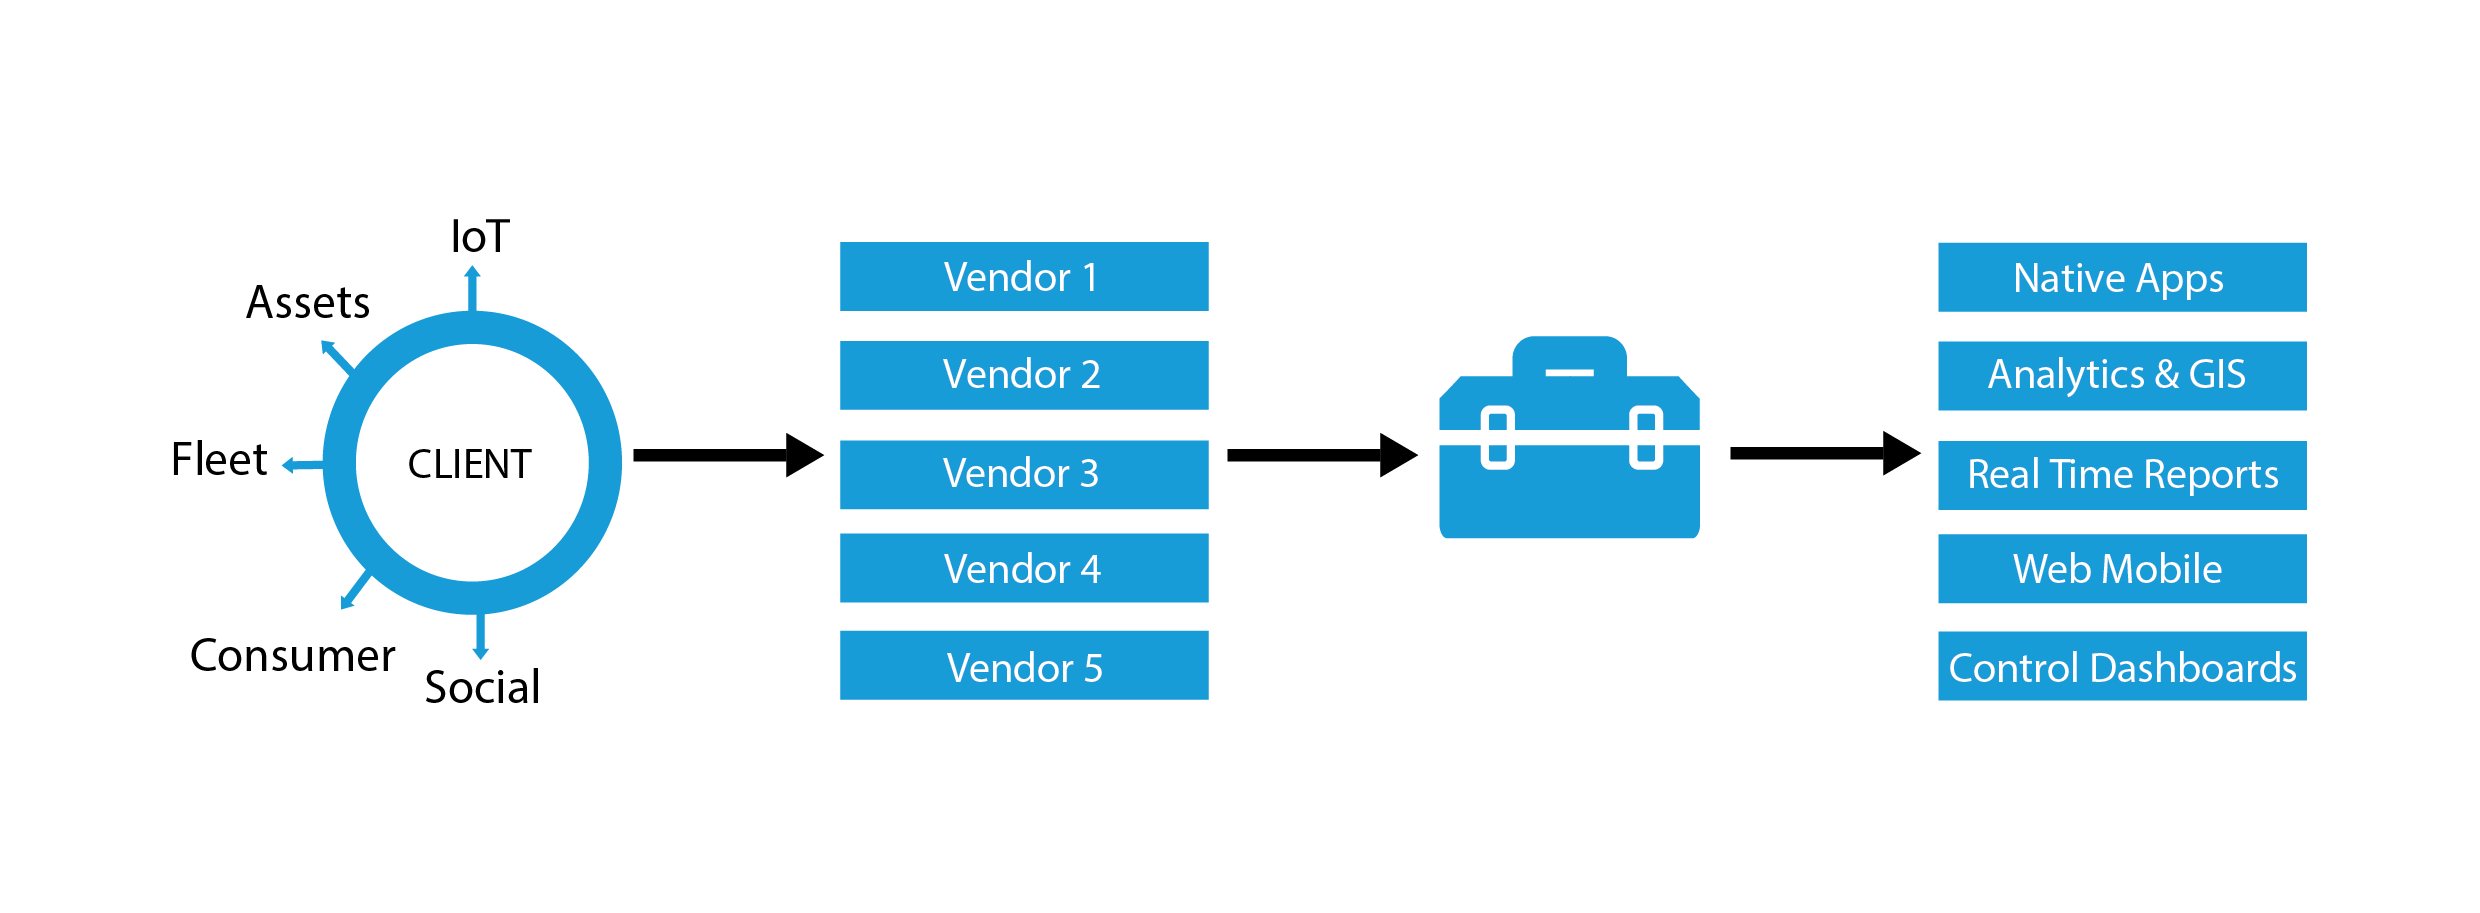 IoT
Assets
Fleet
CLIENT
Consumer
Social
Vendor 1
Vendor 2
Vendor 3
Vendor 4
Vendor 5
Native Apps
Analytics & GIS
Real Time Reports
Web Mobile
Control Dashboards